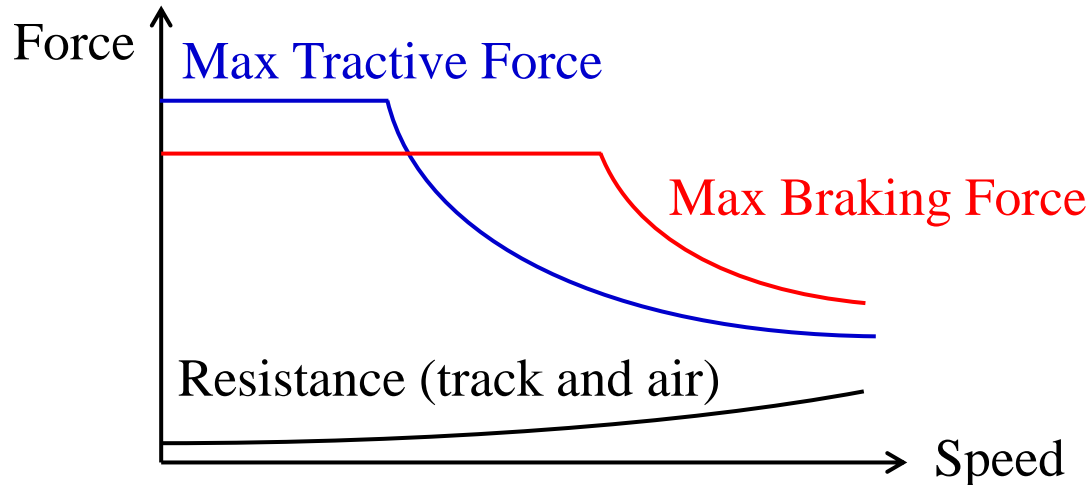 Force
Max Tractive Force
Max Braking Force
Resistance (track and air)
Speed